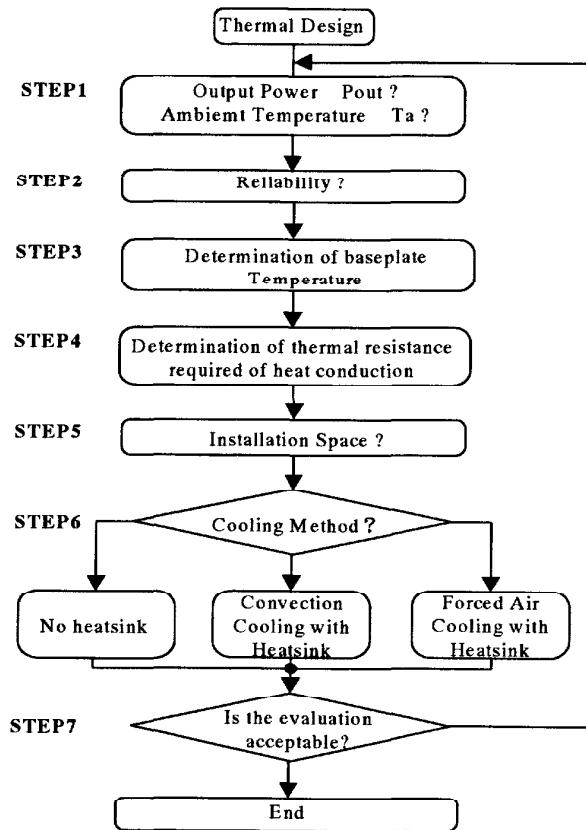 Thermal Design
STEP1
Output Power Pout ?
Ambiemt Temperature Ta ?
STEP2
Reliability ?
STEP3
Determination of baseplate
Temperature
STEP4
Determination of thermal resistance
required of heat conduction
STEP5
Installation Space ?
STEP6
Cooling Method ?
No heatsink
Convection
Cooling with
Heatsink
Forced Air
Cooling with
Heatsink
STEP7
Is the evaluation
acceptable?
End